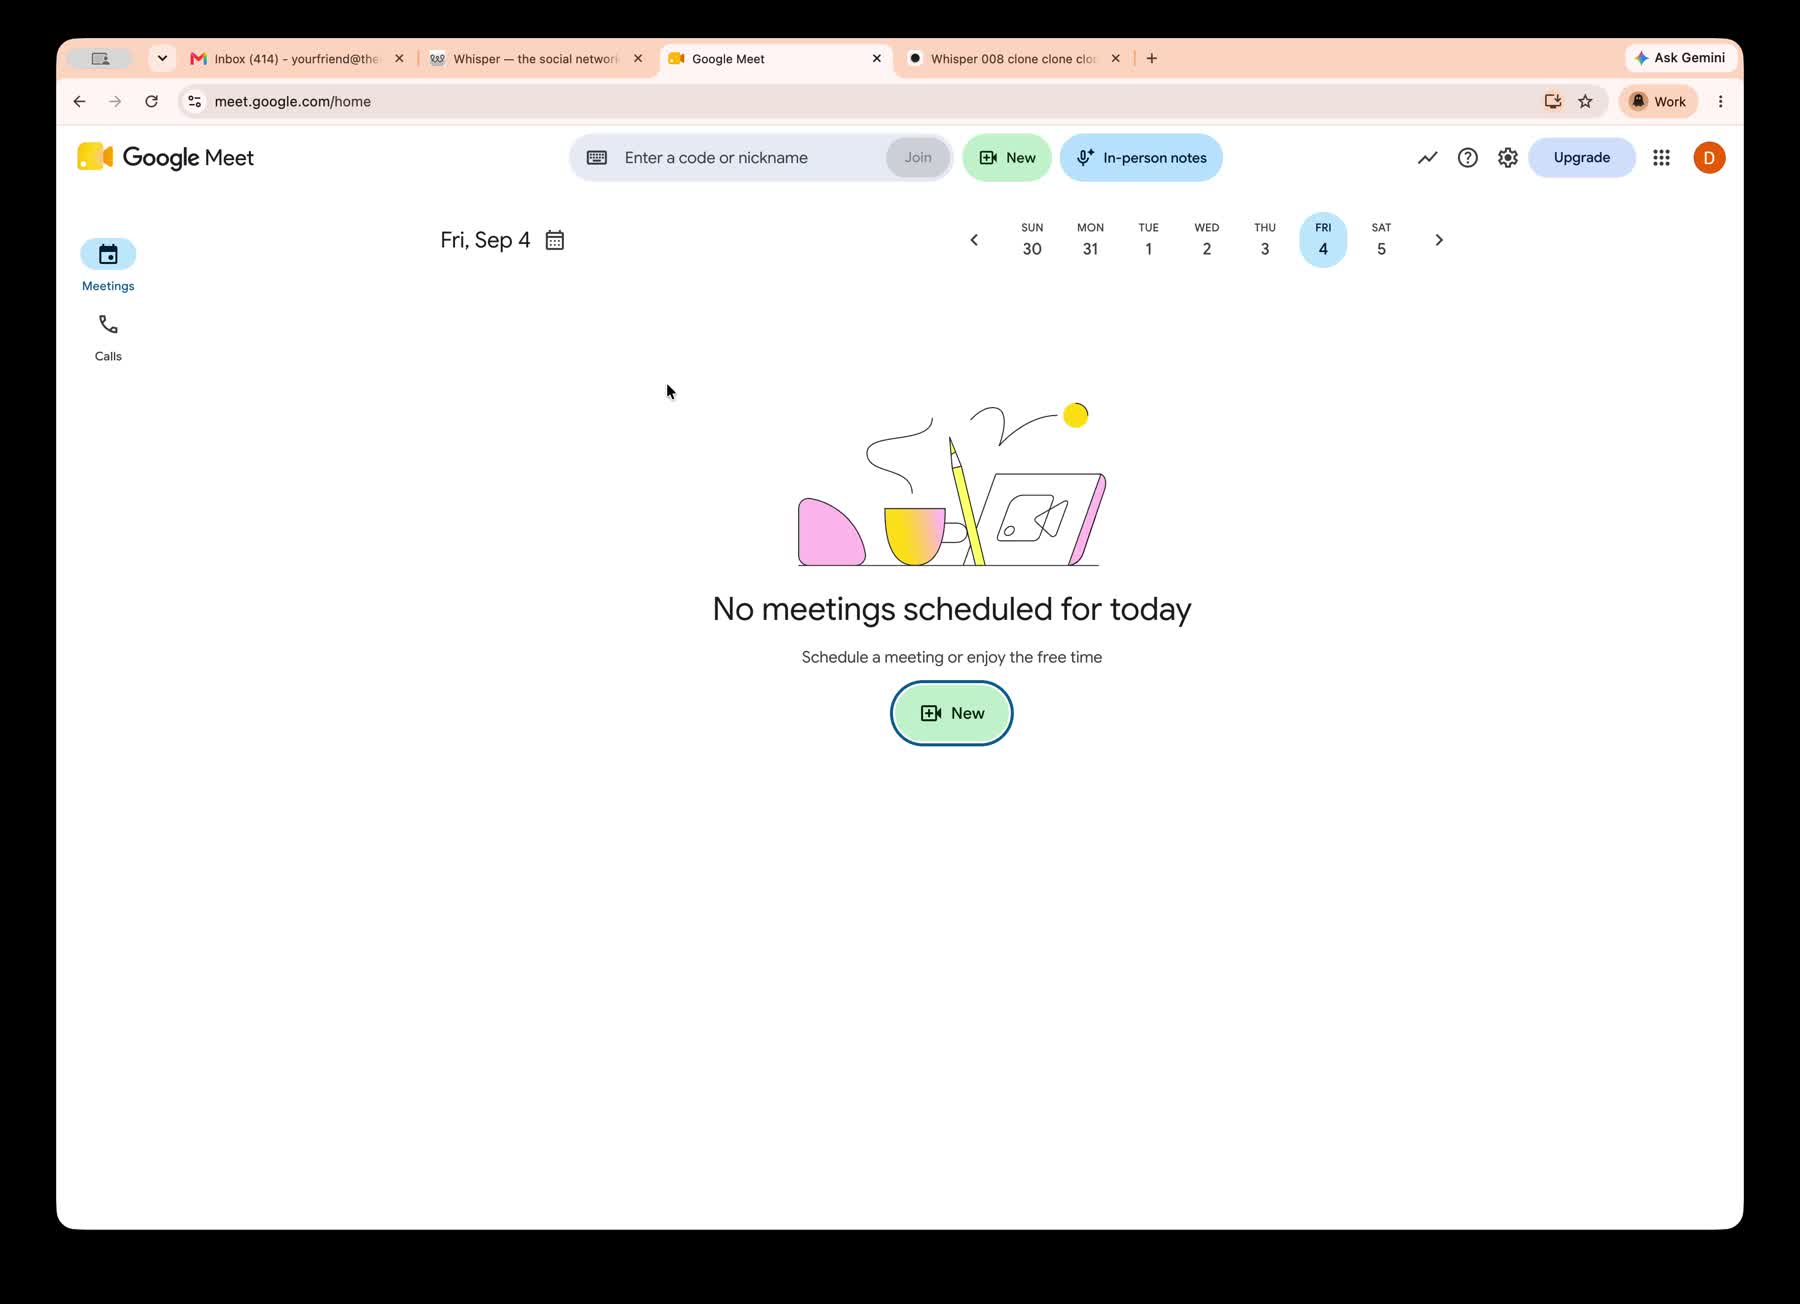 Inbox (414) - yourfriend@the
Whisper — the social network
Google Meet
Whisper 008 clone clone clo
Ask Gemini
meet.google.com/home
Work
Google Meet
Enter a code or nickname
Join
New
In-person notes
Upgrade
D
Fri, Sep 4
SUN MON TUE WED THU FRI SAT
30 31 1 2 3 4 5
Meetings
Calls
No meetings scheduled for today
Schedule a meeting or enjoy the free time
New